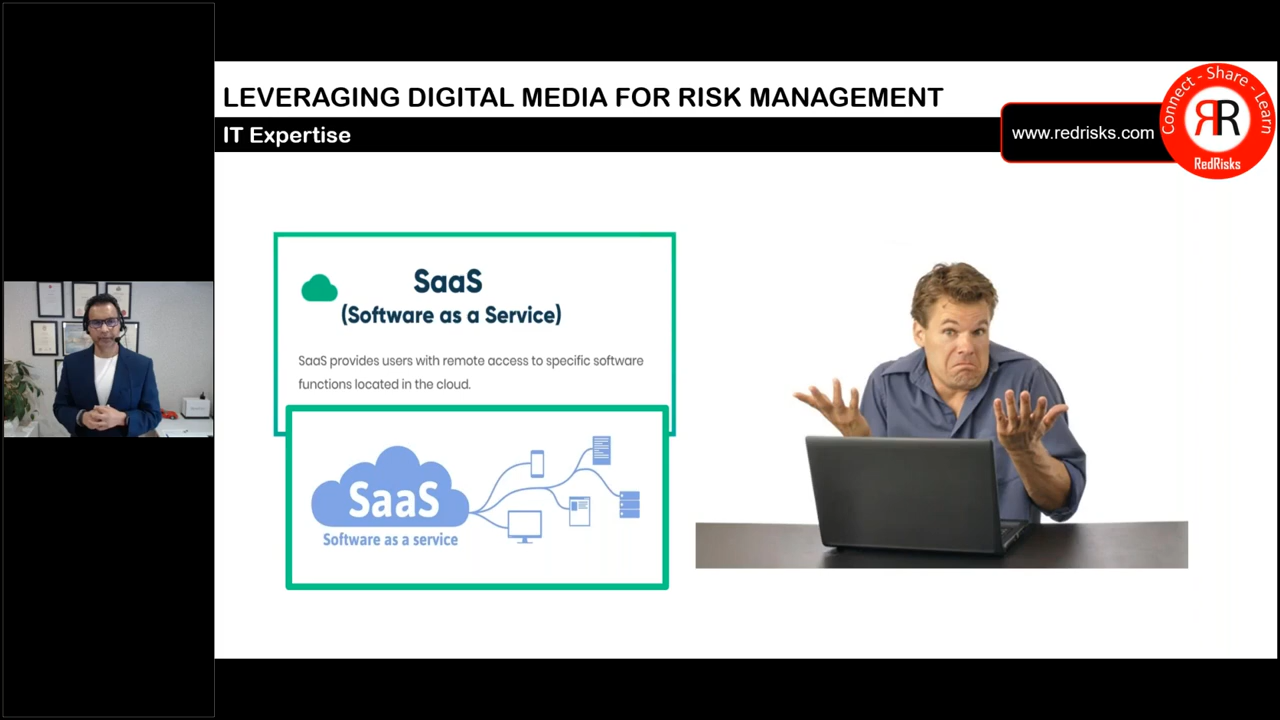 LEVERAGING DIGITAL MEDIA FOR RISK MANAGEMENT
IT Expertise
www.redrisks.com
Connect - Share - Learn
RR
RedRisks
SaaS
(Software as a Service)
SaaS provides users with remote access to specific software
functions located in the cloud.
SaaS
Software as a service